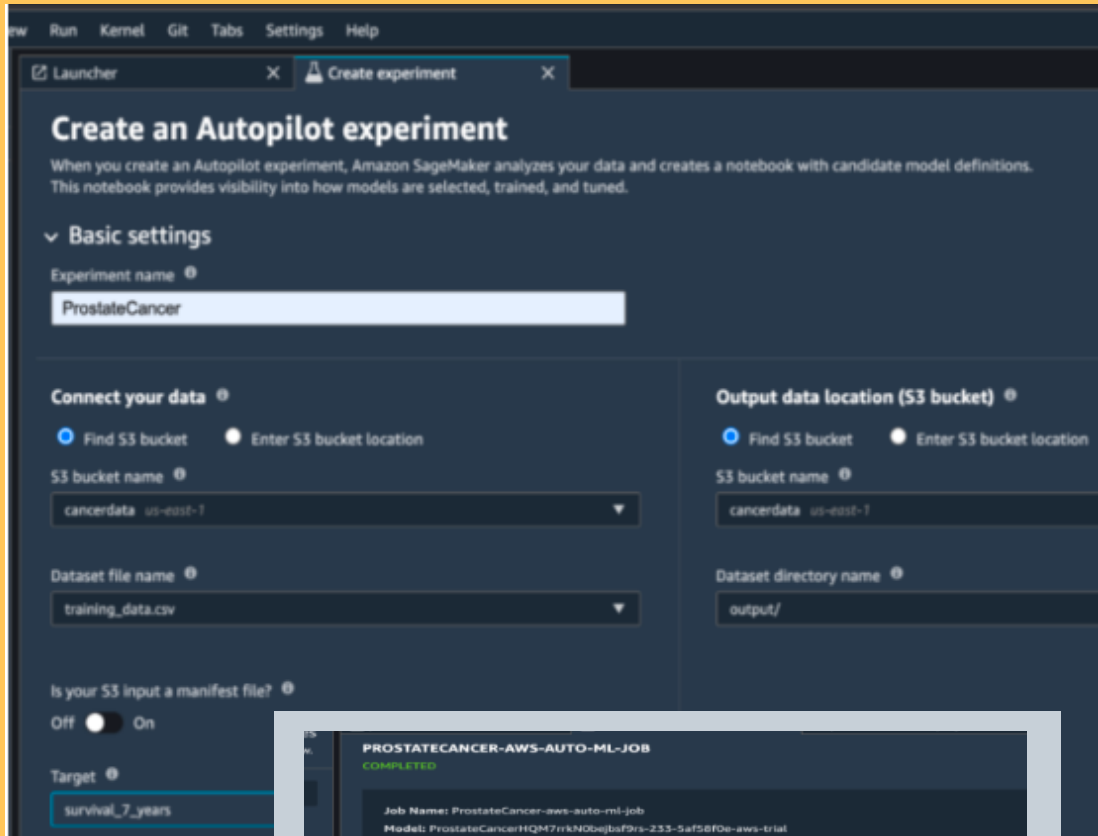 Run Kernel Git Tabs Settings Help
Launcher Create experiment
Create an Autopilot experiment
When you create an Autopilot experiment, Amazon SageMaker analyzes your data and creates a notebook with candidate model definitions.
This notebook provides visibility into how models are selected, trained, and tuned.
Basic settings
Experiment name
ProstateCancer
Connect your data
Find S3 bucket Enter S3 bucket location
S3 bucket name
cancerdata us-east-1
Dataset file name
training_data.csv
Is your S3 input a manifest file?
Off On
Target
survival_7_years
Output data location (S3 bucket)
Find S3 bucket Enter S3 bucket location
S3 bucket name
cancerdata us-east-1
Dataset directory name
output/
PROSTATECANCER-AWS-AUTO-ML-JOB
COMPLETED
Job Name: ProstateCancer-aws-auto-ml-job
Model: ProstateCancerHQM7rrkN0bejbsf9rs-233-5af58f0e-aws-trial